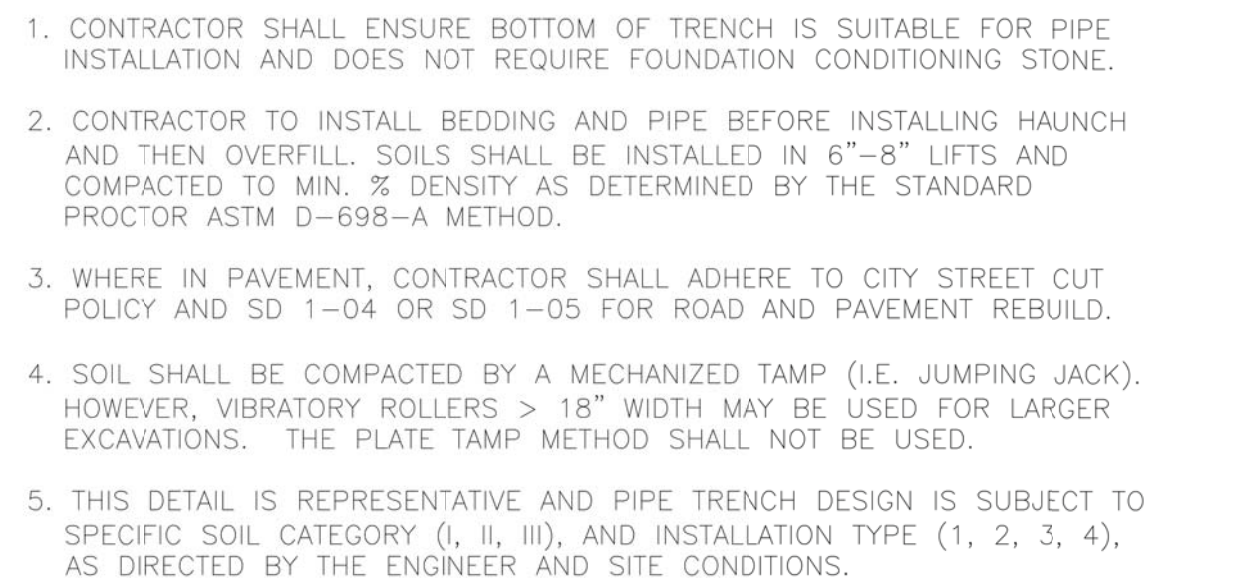 1. CONTRACTOR SHALL ENSURE BOTTOM OF TRENCH IS SUITABLE FOR PIPE
INSTALLATION AND DOES NOT REQUIRE FOUNDATION CONDITIONING STONE.
2. CONTRACTOR TO INSTALL BEDDING AND PIPE BEFORE INSTALLING HAUNCH
AND THEN OVERFILL. SOILS SHALL BE INSTALLED IN 6”–8” LIFTS AND
COMPACTED TO MIN. % DENSITY AS DETERMINED BY THE STANDARD
PROCTOR ASTM D–698–A METHOD.
3. WHERE IN PAVEMENT, CONTRACTOR SHALL ADHERE TO CITY STREET CUT
POLICY AND SD 1–04 OR SD 1–05 FOR ROAD AND PAVEMENT REBUILD.
4. SOIL SHALL BE COMPACTED BY A MECHANIZED TAMP (I.E. JUMPING JACK).
HOWEVER, VIBRATORY ROLLERS > 18” WIDTH MAY BE USED FOR LARGER
EXCAVATIONS. THE PLATE TAMP METHOD SHALL NOT BE USED.
5. THIS DETAIL IS REPRESENTATIVE AND PIPE TRENCH DESIGN IS SUBJECT TO
SPECIFIC SOIL CATEGORY (I, II, III), AND INSTALLATION TYPE (1, 2, 3, 4),
AS DIRECTED BY THE ENGINEER AND SITE CONDITIONS.